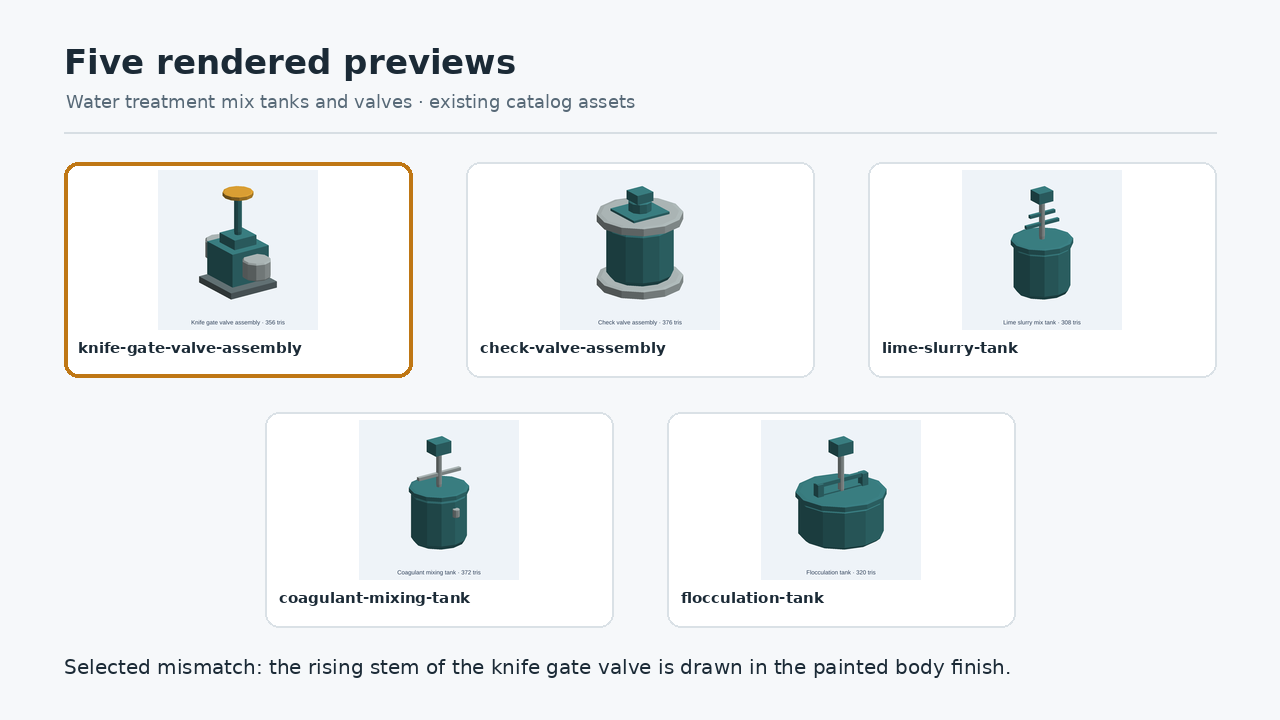 Five rendered previews
Water treatment mix tanks and valves · existing catalog assets
Knife gate valve assembly · 356 tris
knife-gate-valve-assembly
Check valve assembly · 376 tris
check-valve-assembly
Lime slurry mix tank · 308 tris
lime-slurry-tank
Coagulant mixing tank · 372 tris
coagulant-mixing-tank
Flocculation tank · 320 tris
flocculation-tank
Selected mismatch: the rising stem of the knife gate valve is drawn in the painted body finish.